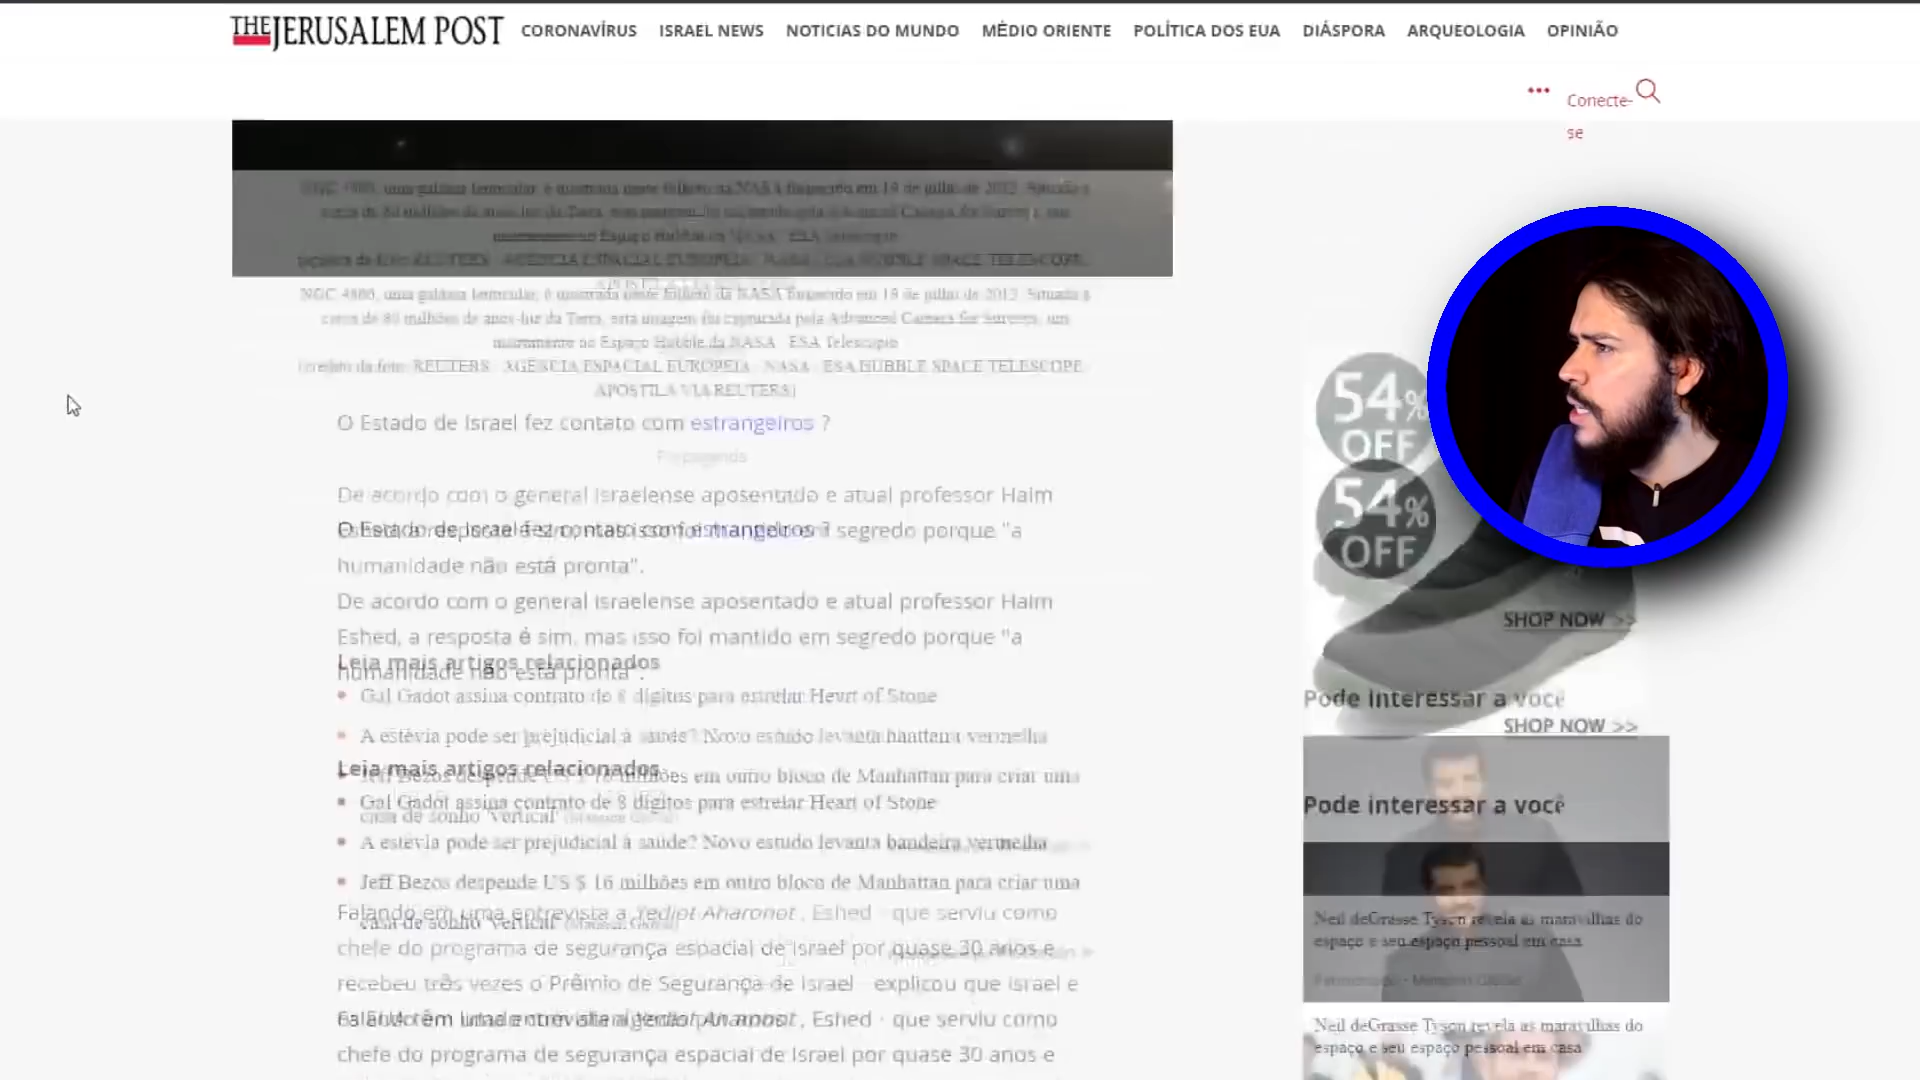 THE JERUSALEM POST
CORONAVÍRUS ISRAEL NEWS NOTICIAS DO MUNDO MÉDIO ORIENTE POLÍTICA DOS EUA DIÁSPORA ARQUEOLOGIA OPINIÃO
Conecte-
se
NGC 4866, uma galáxia lenticular, é mostrada neste folheto da NASA fornecido em 19 de julho de 2012. Situada a
cerca de 80 milhões de anos-luz da Terra, esta imagem foi capturada pela Advanced Camera for Surveys, um
instrumento no Espaço Hubble da NASA - ESA Telescópio
(crédito da foto: REUTERS - AGÊNCIA ESPACIAL EUROPEIA - NASA - ESA HUBBLE SPACE TELESCOPE
APOSTILA VIA REUTERS)
O Estado de Israel fez contato com estrangeiros ?
Propaganda
De acordo com o general israelense aposentado e atual professor Haim
O Estado de Israel fez contato com estrangeiros ?
segredo porque "a
humanidade não está pronta".
De acordo com o general israelense aposentado e atual professor Haim
Eshed, a resposta é sim, mas isso foi mantido em segredo porque "a
humanidade não está pronta".
Leia mais artigos relacionados
Gal Gadot assina contrato de 8 dígitos para estrelar Heart of Stone
A estévia pode ser prejudicial à saúde? Novo estudo levanta bandeira vermelha
Leia mais artigos relacionados
em outro bloco de Manhattan para criar uma
Gal Gadot assina contrato de 8 dígitos para estrelar Heart of Stone
casa de sonho 'vertical'
A estévia pode ser prejudicial à saúde? Novo estudo levanta bandeira vermelha
Jeff Bezos despende US $ 16 milhões em outro bloco de Manhattan para criar uma
casa de sonho 'vertical' (Mansion Global)
Falando em uma entrevista a Yediot Aharonot , Eshed - que serviu como
chefe do programa de segurança espacial de Israel por quase 30 anos e
recebeu três vezes o Prêmio de Segurança de Israel - explicou que Israel e
Falando em uma entrevista a Yediot Aharonot , Eshed - que serviu como
chefe do programa de segurança espacial de Israel por quase 30 anos e
54%
OFF
54%
OFF
SHOP NOW >>
Pode interessar a você
SHOP NOW >>
Pode interessar a você
Neil deGrasse Tyson revela as maravilhas do
espaço e seu espaço pessoal em casa
Neil deGrasse Tyson revela as maravilhas do
espaço e seu espaço pessoal em casa